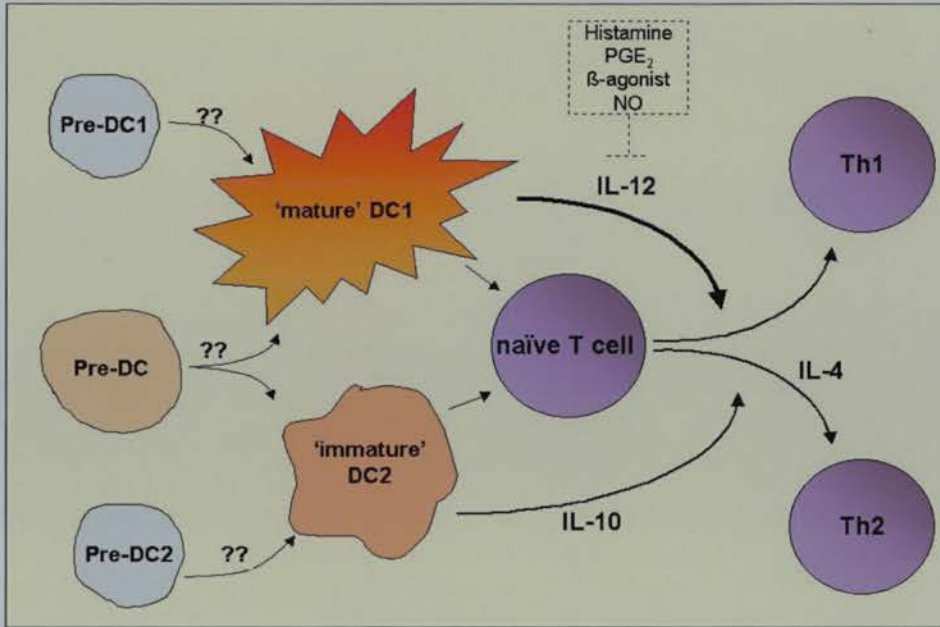 Histamine
PGE₂
ß-agonist
NO
Pre-DC1
??
'mature' DC1
IL-12
Th1
Pre-DC
??
naïve T cell
IL-4
'immature'
DC2
IL-10
Pre-DC2
??
Th2